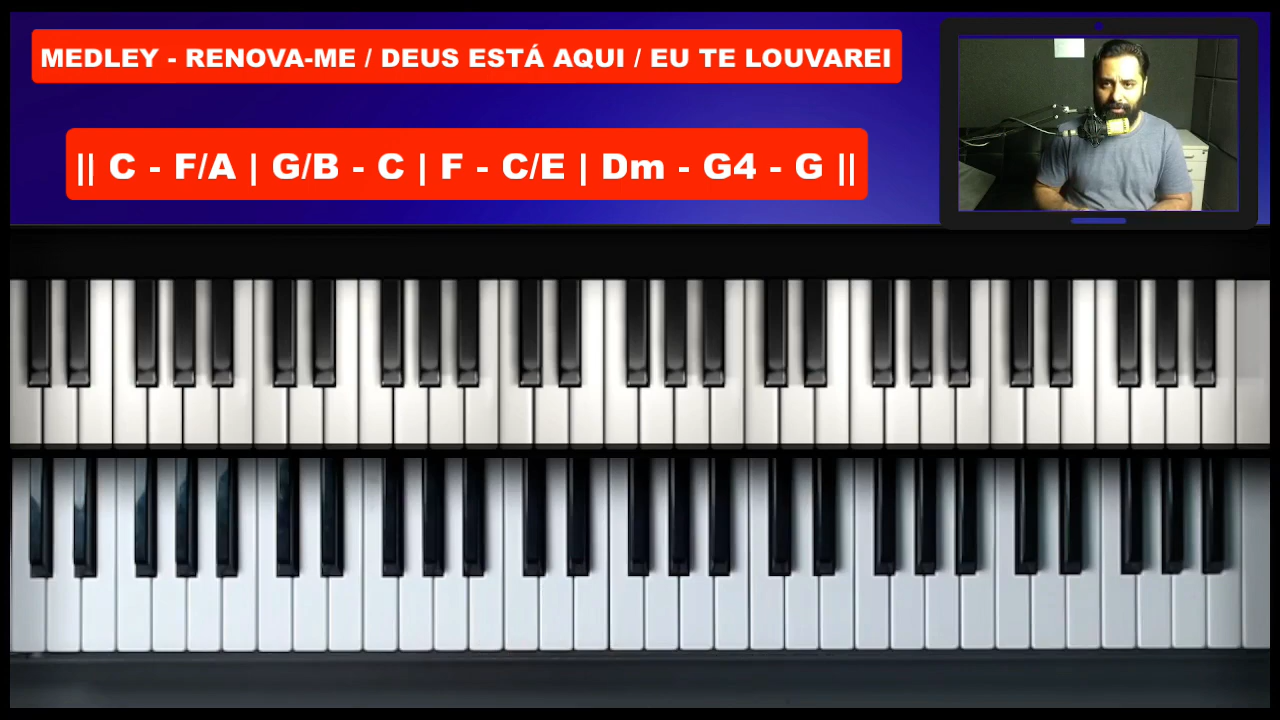 MEDLEY - RENOVA-ME / DEUS ESTÁ AQUI / EU TE LOUVAREI
|| C - F/A | G/B - C | F - C/E | Dm - G4 - G ||